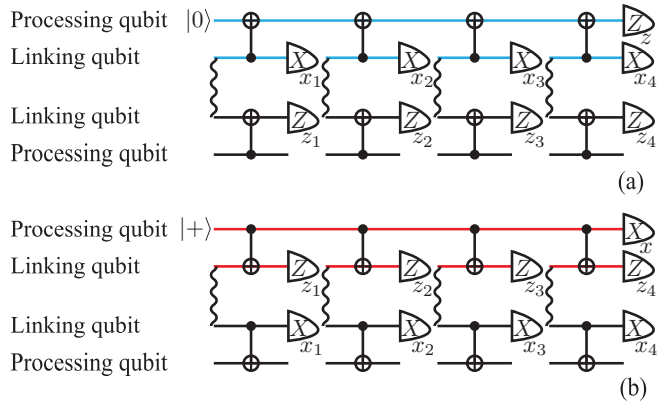 Processing qubit |0⟩ Z z
Linking qubit X x₁ X x₂ X x₃ X x₄
Linking qubit Z z₁ Z z₂ Z z₃ Z z₄
Processing qubit
(a)
Processing qubit |+⟩ X x
Linking qubit Z z₁ Z z₂ Z z₃ Z z₄
Linking qubit X x₁ X x₂ X x₃ X x₄
Processing qubit
(b)